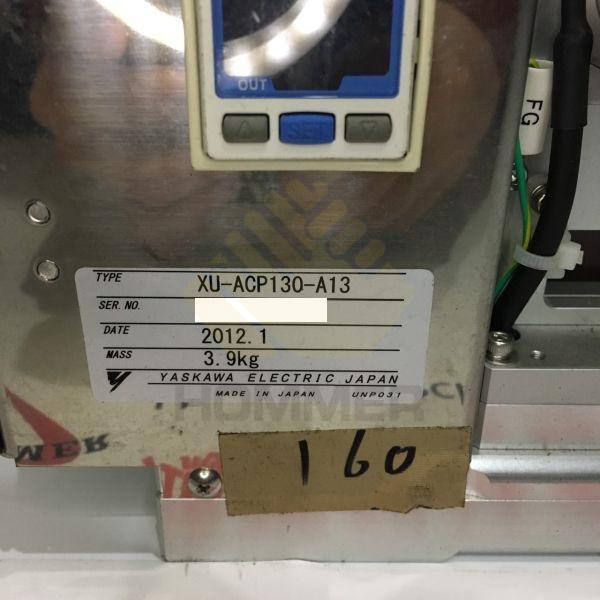 OUT
SET
FG
TYPE XU-ACP130-A13
SER. NO.
DATE 2012.1
MASS 3.9kg
YASKAWA ELECTRIC JAPAN
MADE IN JAPAN UNP031
HOMMER
160